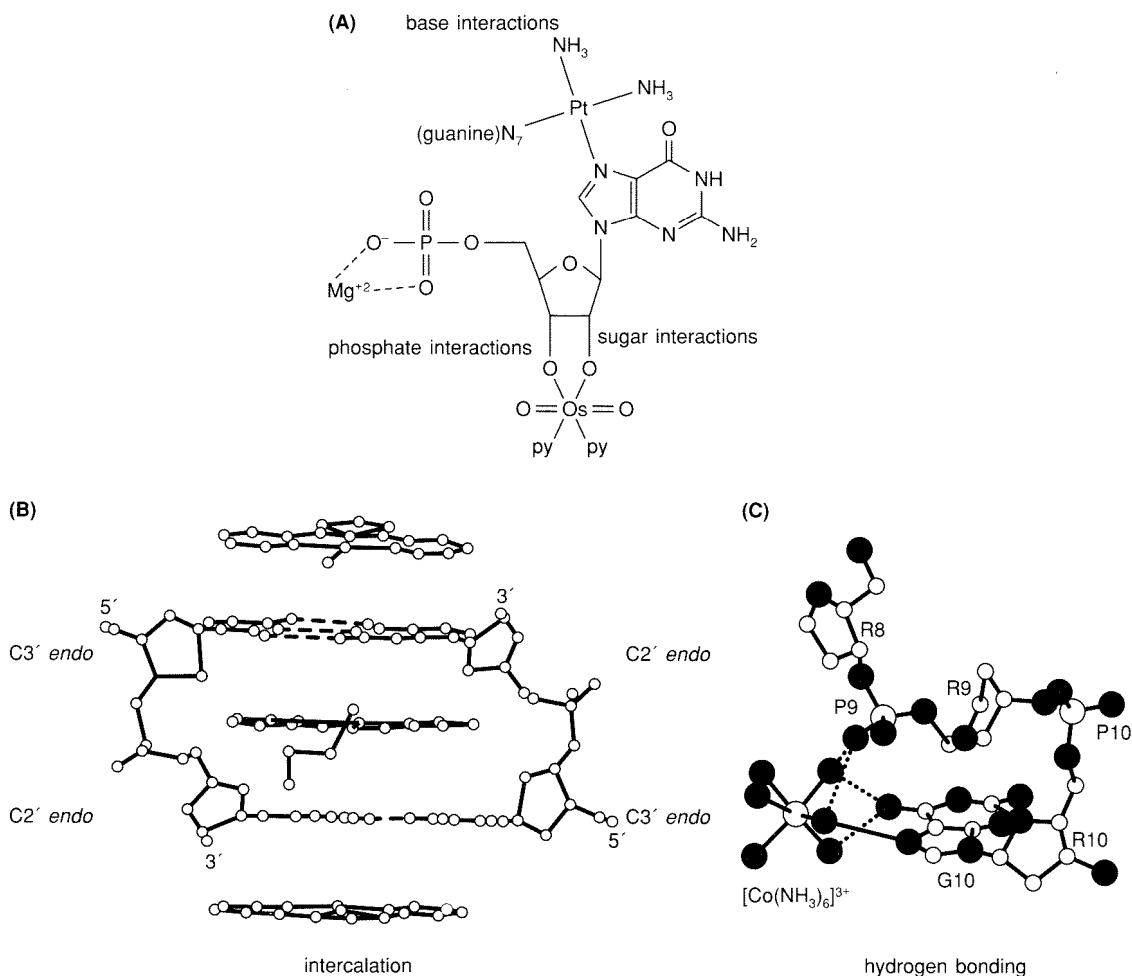 (A)
base interactions
NH₃
NH₃
Pt
(guanine)N₇
O
N
NH
N
N
NH₂
O
O⁻
P
O
O
O
Mg⁺²
phosphate interactions
sugar interactions
O
O
O
Os
O
py
py
(B)
5´
3´
C3´ endo
C2´ endo
C2´ endo
C3´ endo
3´
5´
intercalation
(C)
R8
R9
P9
P10
R10
G10
[Co(NH₃)₆]³⁺
hydrogen bonding